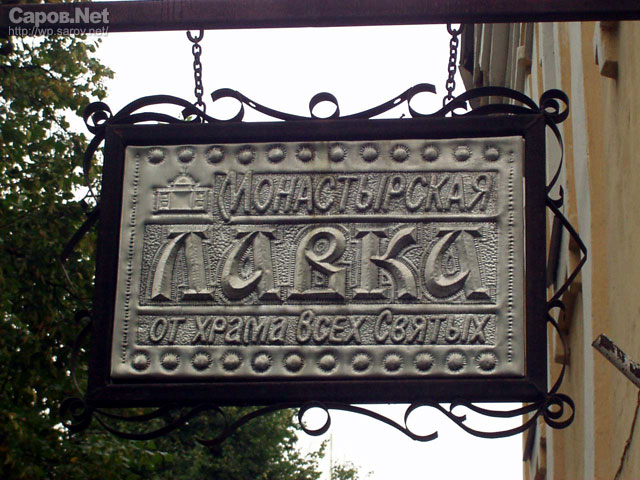 Саров.Net
http://wp.sarov.net/
Монастырская
ЛАВКА
от храма всех Святых